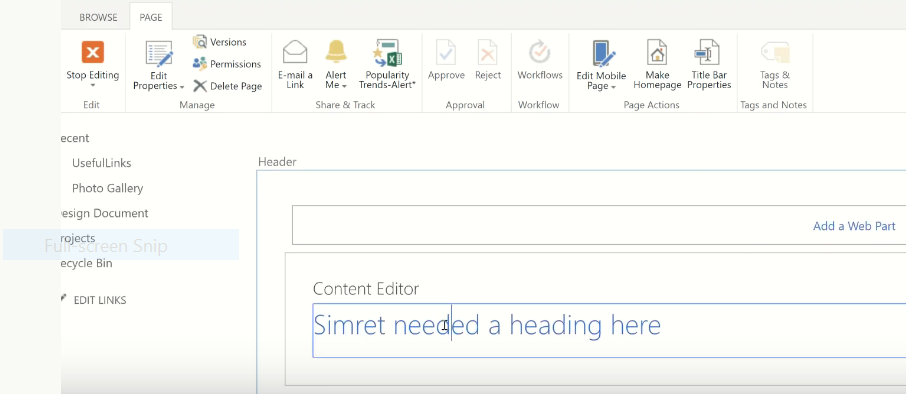 BROWSE PAGE
Stop Editing
Edit
Edit Properties
Versions
Permissions
Delete Page
Manage
E-mail a Link
Alert Me
Popularity Trends-Alert*
Share & Track
Approve
Reject
Approval
Workflows
Workflow
Edit Mobile Page
Make Homepage
Title Bar Properties
Page Actions
Tags & Notes
Tags and Notes
ecent
UsefulLinks
Photo Gallery
esign Document
rojects
Full-screen Snip
ecycle Bin
EDIT LINKS
Header
Add a Web Part
Content Editor
Simret needed a heading here